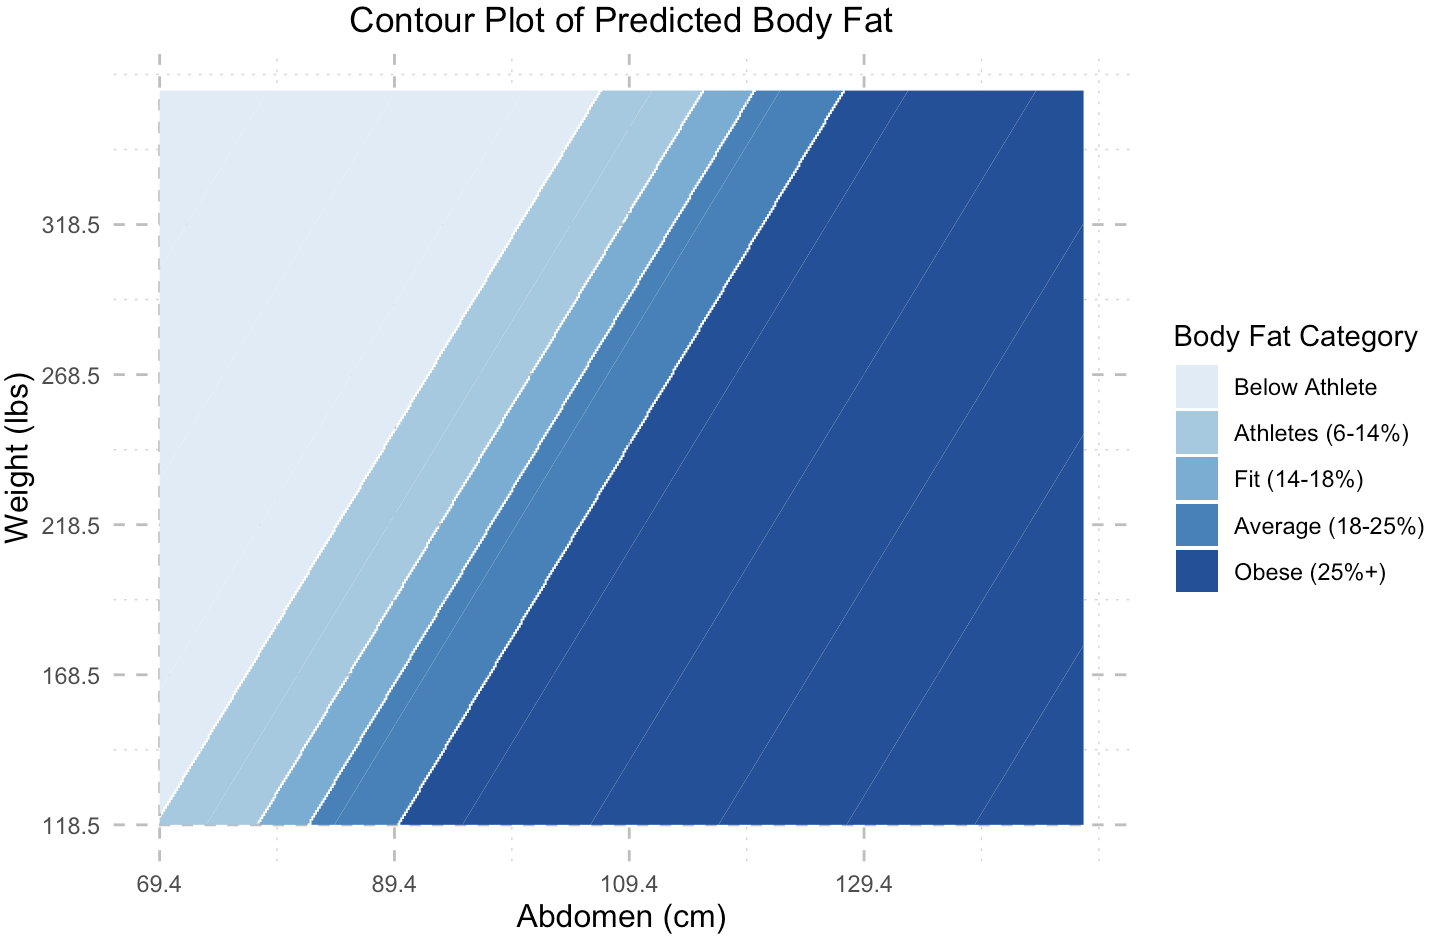 Contour Plot of Predicted Body Fat
318.5
268.5
218.5
168.5
118.5
Weight (lbs)
69.4
89.4
109.4
129.4
Abdomen (cm)
Body Fat Category
Below Athlete
Athletes (6-14%)
Fit (14-18%)
Average (18-25%)
Obese (25%+)